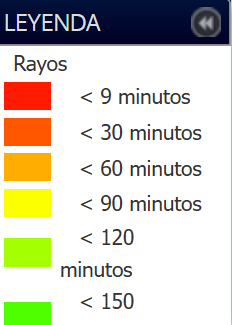 LEYENDA
Rayos
< 9 minutos
< 30 minutos
< 60 minutos
< 90 minutos
< 120
minutos
< 150